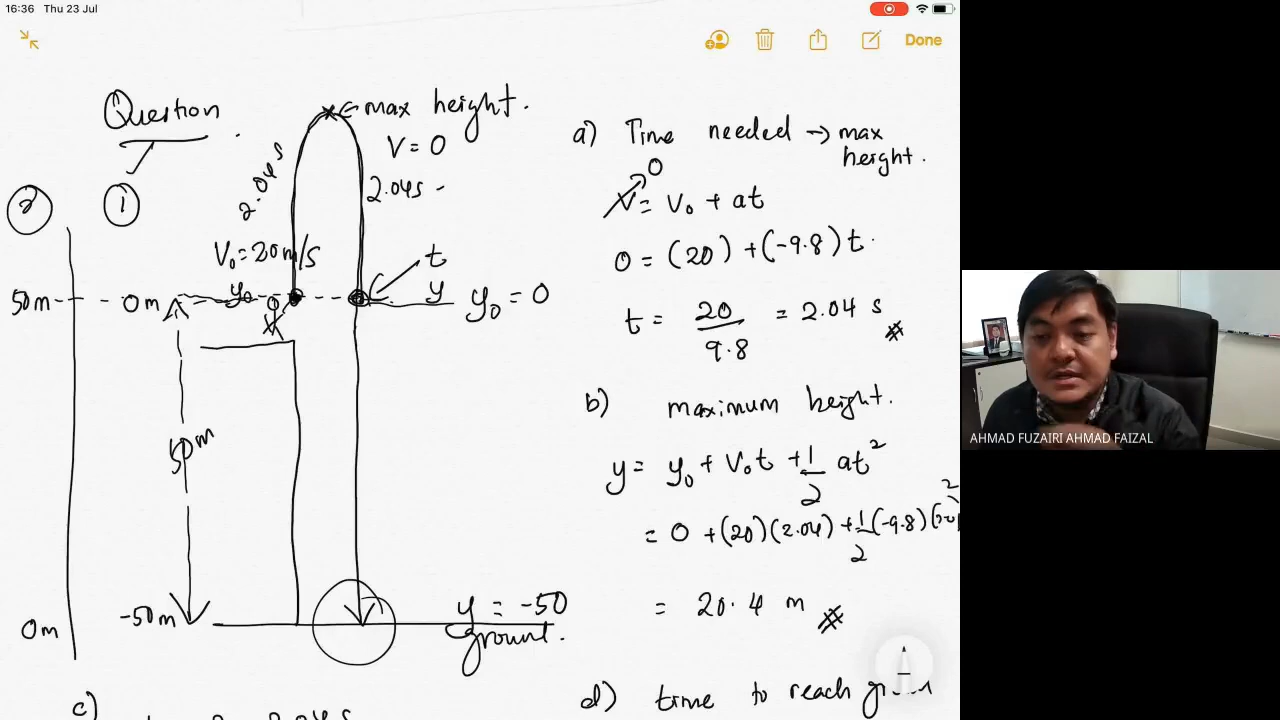 16:36 Thu 23 Jul
Done
Question
① 
②
max height.
V = 0
2.04s
2.04s
V₀ = 20 m/s
t
y₀
y
y₀ = 0
50m
0m
50m
-50m
0m
y = -50
ground.
c)
a) Time needed → max height.
0
V = V₀ + at
0 = (20) + (-9.8) t
t = 20/9.8 = 2.04 s
b) maximum height.
y = y₀ + V₀t + 1/2 at²
= 0 + (20)(2.04) + 1/2 (-9.8)
= 20.4 m
d) time to reach
AHMAD FUZAIRI AHMAD FAIZAL